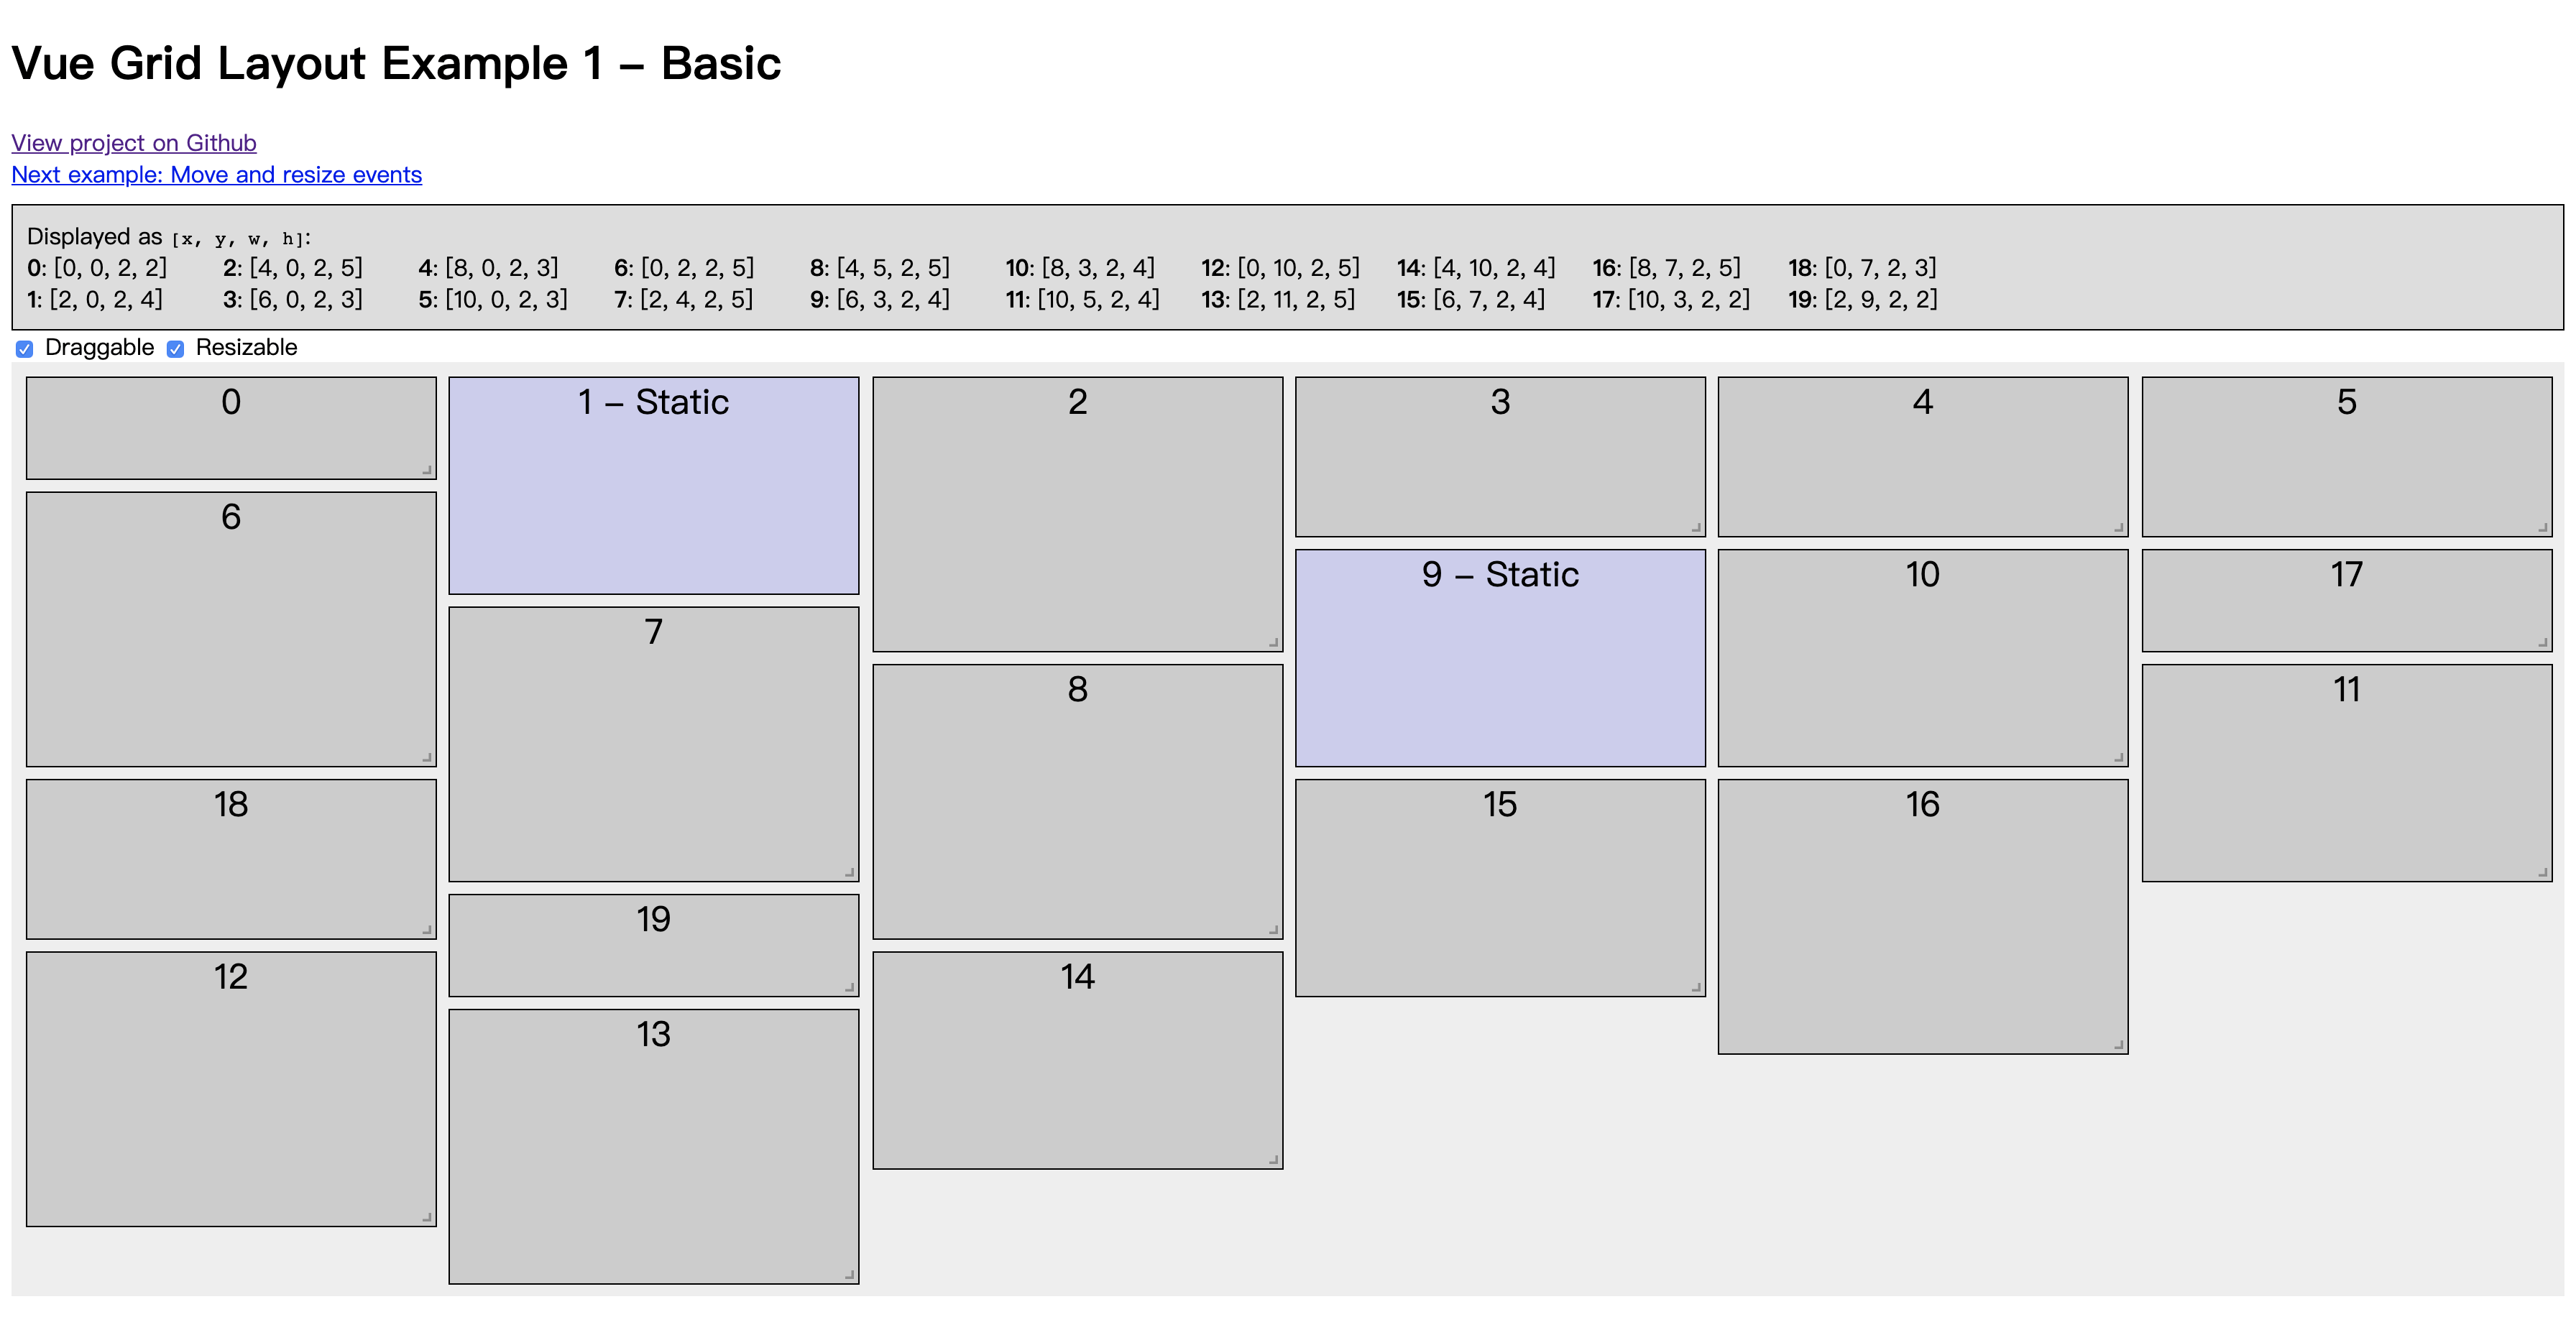 Vue Grid Layout Example 1 – Basic
View project on Github
Next example: Move and resize events
Displayed as [x, y, w, h]:
0: [0, 0, 2, 2] 2: [4, 0, 2, 5] 4: [8, 0, 2, 3] 6: [0, 2, 2, 5] 8: [4, 5, 2, 5] 10: [8, 3, 2, 4] 12: [0, 10, 2, 5] 14: [4, 10, 2, 4] 16: [8, 7, 2, 5] 18: [0, 7, 2, 3]
1: [2, 0, 2, 4] 3: [6, 0, 2, 3] 5: [10, 0, 2, 3] 7: [2, 4, 2, 5] 9: [6, 3, 2, 4] 11: [10, 5, 2, 4] 13: [2, 11, 2, 5] 15: [6, 7, 2, 4] 17: [10, 3, 2, 2] 19: [2, 9, 2, 2]
Draggable Resizable
0 1 – Static 2 3 4 5
6
9 – Static 10 17
7
8 11
18 15 16
19
12 14
13